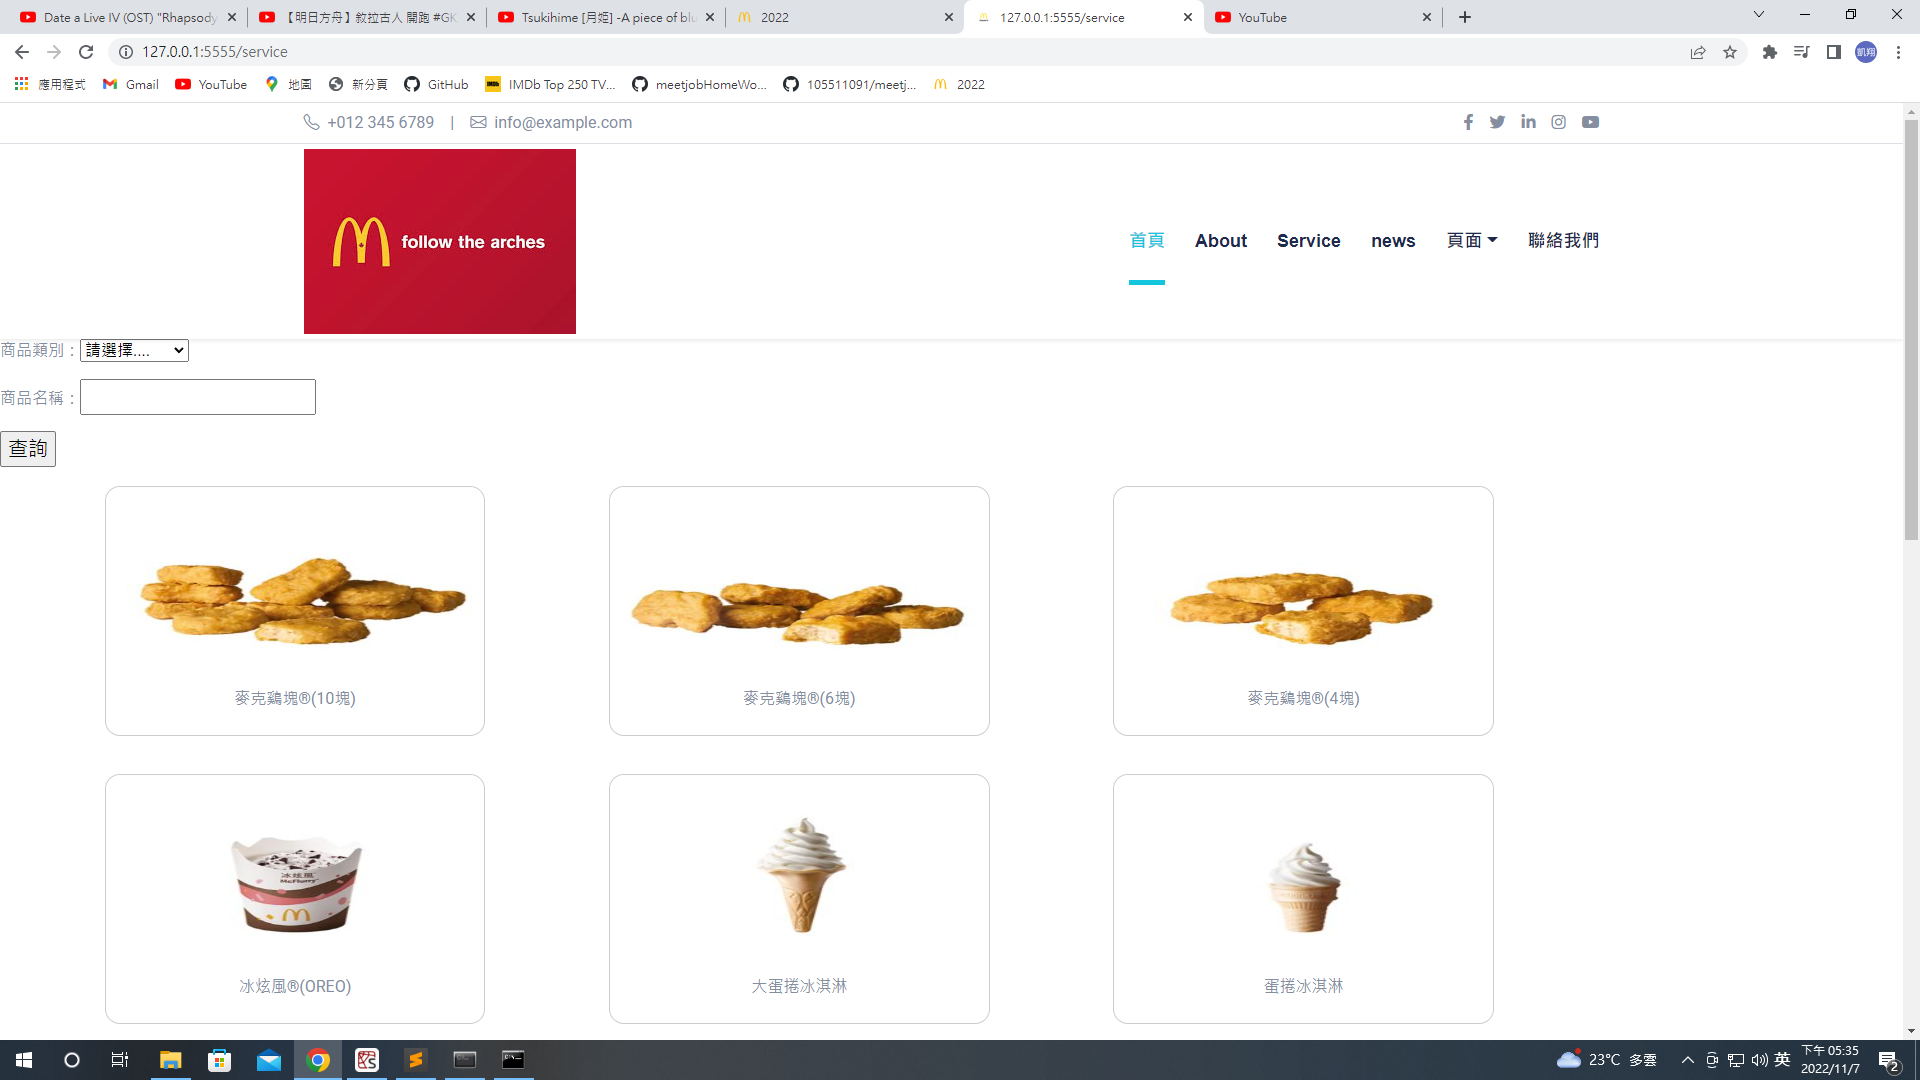 Date a Live IV (OST) "Rhapsody
【明日方舟】敘拉古人 開跑 #GK
Tsukihime [月姫] -A piece of blu
2022
127.0.0.1:5555/service
YouTube
127.0.0.1:5555/service
凱翔
應用程式
Gmail
YouTube
地圖
新分頁
GitHub
IMDb Top 250 TV...
meetjobHomeWo...
105511091/meetj...
2022
+012 345 6789 | info@example.com
follow the arches
首頁
About
Service
news
頁面
聯絡我們
商品類別：請選擇....
商品名稱：
查詢
麥克鷄塊®(10塊)
麥克鷄塊®(6塊)
麥克鷄塊®(4塊)
冰炫風
McFlurry
冰炫風®(OREO)
大蛋捲冰淇淋
蛋捲冰淇淋
23°C 多雲
英
下午 05:35
2022/11/7
2